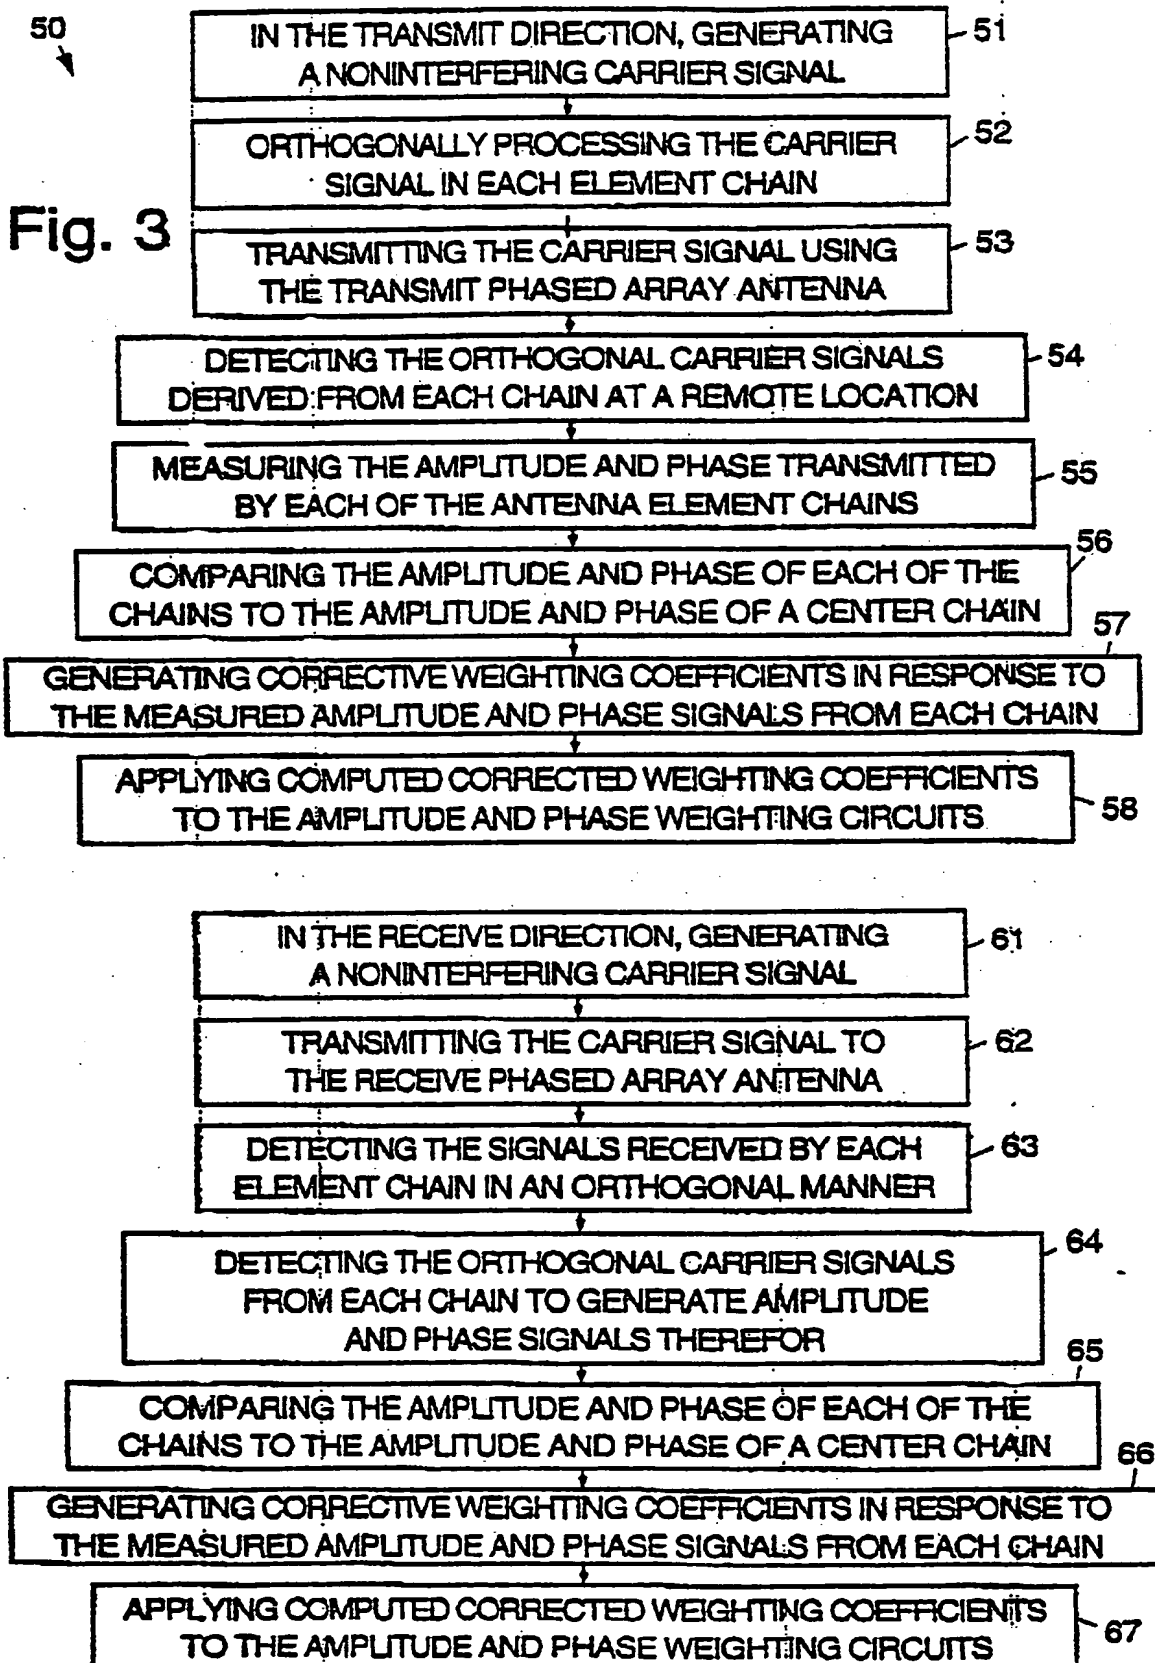 50
IN THE TRANSMIT DIRECTION, GENERATING
A NONINTERFERING CARRIER SIGNAL
51
ORTHOGONALLY PROCESSING THE CARRIER
SIGNAL IN EACH ELEMENT CHAIN
52
Fig. 3
TRANSMITTING THE CARRIER SIGNAL USING
THE TRANSMIT PHASED ARRAY ANTENNA
53
DETECTING THE ORTHOGONAL CARRIER SIGNALS
DERIVED FROM EACH CHAIN AT A REMOTE LOCATION
54
MEASURING THE AMPLITUDE AND PHASE TRANSMITTED
BY EACH OF THE ANTENNA ELEMENT CHAINS
55
COMPARING THE AMPLITUDE AND PHASE OF EACH OF THE
CHAINS TO THE AMPLITUDE AND PHASE OF A CENTER CHAIN
56
GENERATING CORRECTIVE WEIGHTING COEFFICIENTS IN RESPONSE TO
THE MEASURED AMPLITUDE AND PHASE SIGNALS FROM EACH CHAIN
57
APPLYING COMPUTED CORRECTED WEIGHTING COEFFICIENTS
TO THE AMPLITUDE AND PHASE WEIGHTING CIRCUITS
58
IN THE RECEIVE DIRECTION, GENERATING
A NONINTERFERING CARRIER SIGNAL
61
TRANSMITTING THE CARRIER SIGNAL TO
THE RECEIVE PHASED ARRAY ANTENNA
62
DETECTING THE SIGNALS RECEIVED BY EACH
ELEMENT CHAIN IN AN ORTHOGONAL MANNER
63
DETECTING THE ORTHOGONAL CARRIER SIGNALS
FROM EACH CHAIN TO GENERATE AMPLITUDE
AND PHASE SIGNALS THEREFOR
64
COMPARING THE AMPLITUDE AND PHASE OF EACH OF THE
CHAINS TO THE AMPLITUDE AND PHASE OF A CENTER CHAIN
65
GENERATING CORRECTIVE WEIGHTING COEFFICIENTS IN RESPONSE TO
THE MEASURED AMPLITUDE AND PHASE SIGNALS FROM EACH CHAIN
66
APPLYING COMPUTED CORRECTED WEIGHTING COEFFICIENTS
TO THE AMPLITUDE AND PHASE WEIGHTING CIRCUITS
67